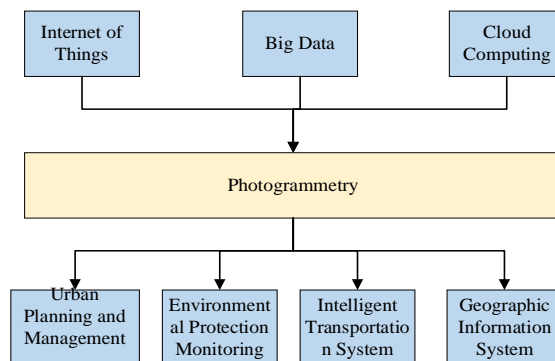 Internet of
Things
Big Data
Cloud
Computing
Photogrammetry
Urban
Planning and
Management
Environment
al Protection
Monitoring
Intelligent
Transportatio
n System
Geographic
Information
System